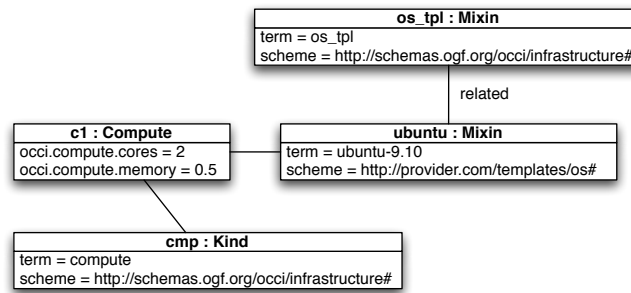 os_tpl : Mixin
term = os_tpl
scheme = http://schemas.ogf.org/occi/infrastructure#
related
c1 : Compute
occi.compute.cores = 2
occi.compute.memory = 0.5
ubuntu : Mixin
term = ubuntu-9.10
scheme = http://provider.com/templates/os#
cmp : Kind
term = compute
scheme = http://schemas.ogf.org/occi/infrastructure#